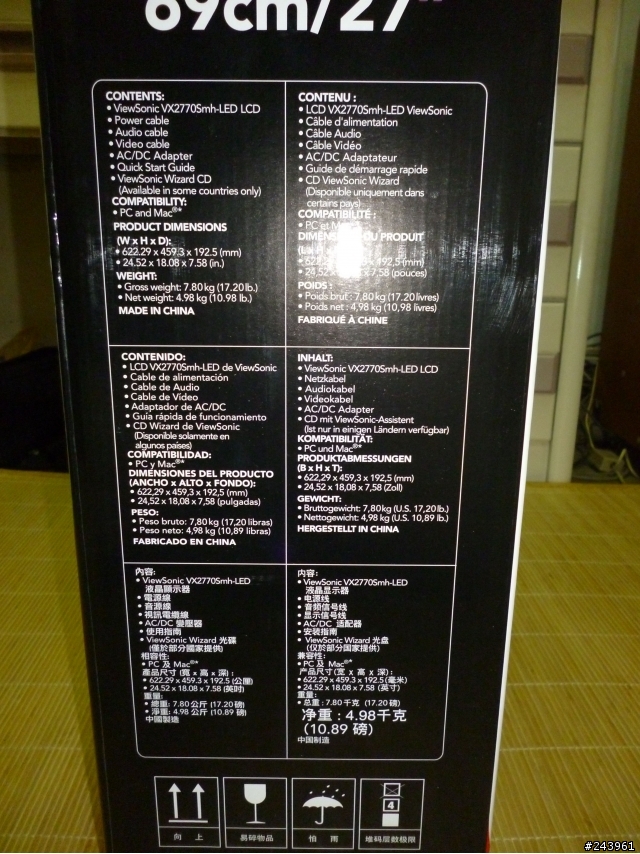 69cm/27"
CONTENTS:
• ViewSonic VX2770Smh-LED LCD
• Power cable
• Audio cable
• Video cable
• AC/DC Adapter
• Quick Start Guide
• ViewSonic Wizard CD
(Available in some countries only)
COMPATIBILITY:
• PC and Mac®*
PRODUCT DIMENSIONS
(W x H x D):
• 622.29 x 459.3 x 192.5 (mm)
• 24.52 x 18.08 x 7.58 (in.)
WEIGHT:
• Gross weight: 7.80 kg (17.20 lb.)
• Net weight: 4.98 kg (10.98 lb.)
MADE IN CHINA
CONTENU :
• LCD VX2770Smh-LED ViewSonic
• Câble d'alimentation
• Câble Audio
• Câble Vidéo
• AC/DC Adaptateur
• Guide de démarrage rapide
• CD ViewSonic Wizard
(Disponible uniquement dans
certains pays)
COMPATIBILITÉ :
• PC et
DU PRODUIT
192,5 (mm)
• 24,52 x 7,58 (pouces)
POIDS :
• Poids brut : 7,80 kg (17,20 livres)
• Poids net : 4,98 kg (10,98 livres)
FABRIQUÉ À CHINE
CONTENIDO:
• LCD VX2770Smh-LED de ViewSonic
• Cable de alimentación
• Cable de Audio
• Cable de Vídeo
• Adaptador de AC/DC
• Guía rápida de funcionamiento
• CD Wizard de ViewSonic
(Disponible solamente en
algunos países)
COMPATIBILIDAD:
• PC y Mac®*
DIMENSIONES DEL PRODUCTO
(ANCHO x ALTO x FONDO):
• 622,29 x 459,3 x 192,5 (mm)
• 24,52 x 18,08 x 7,58 (pulgadas)
PESO:
• Peso bruto: 7,80 kg (17,20 libras)
• Peso neto: 4,98 kg (10,89 libras)
FABRICADO EN CHINA
INHALT:
• ViewSonic VX2770Smh-LED LCD
• Netzkabel
• Audiokabel
• Videokabel
• AC/DC Adapter
• CD mit ViewSonic-Assistent
(Ist nur in einigen Ländern verfügbar)
KOMPATIBILITÄT:
• PC und Mac®*
PRODUKTABMESSUNGEN
(B x H x T):
• 622,29 x 459,3 x 192,5 (mm)
• 24,52 x 18,08 x 7,58 (Zoll)
GEWICHT:
• Bruttogewicht: 7,80 kg (U.S. 17,20 lb.)
• Nettogewicht: 4,98 kg (U.S. 10,89 lb.)
HERGESTELLT IN CHINA
內容:
• ViewSonic VX2770Smh-LED
液晶顯示器
• 電源線
• 音源線
• 視訊電纜線
• AC/DC 變壓器
• 使用指南
• ViewSonic Wizard 光碟
(僅於部分國家提供)
相容性:
• PC 及 Mac®*
產品尺寸 (寬 x 高 x 深) :
• 622.29 x 459.3 x 192.5 (公厘)
• 24.52 x 18.08 x 7.58 (英吋)
重量:
• 總重: 7.80 公斤 (17.20 磅)
• 淨重: 4.98 公斤 (10.89 磅)
中國製造
内容:
• ViewSonic VX2770Smh-LED
液晶显示器
• 电源线
• 音频信号线
• 显示信号线
• AC/DC 适配器
• 安装指南
• ViewSonic Wizard 光盘
(仅於部分国家提供)
兼容性:
• PC 及 Mac®*
产品尺寸 (宽 x 高 x 深) :
• 622.29 x 459.3 x 192.5 (毫米)
• 24.52 x 18.08 x 7.58 (英寸)
重量:
• 总重: 7.80 千克 (17.20 磅)
净重 : 4.98千克
(10.89 磅)
中国制造
向 上
易碎物品
怕 雨
4
堆码层数极限
#243961